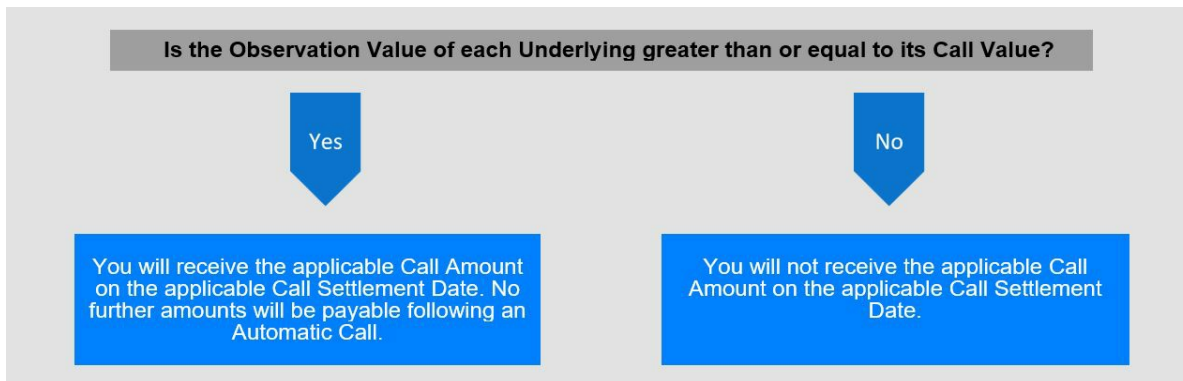 Is the Observation Value of each Underlying greater than or equal to its Call Value?
Yes
No
You will receive the applicable Call Amount
on the applicable Call Settlement Date. No
further amounts will be payable following an
Automatic Call.
You will not receive the applicable Call
Amount on the applicable Call Settlement
Date.